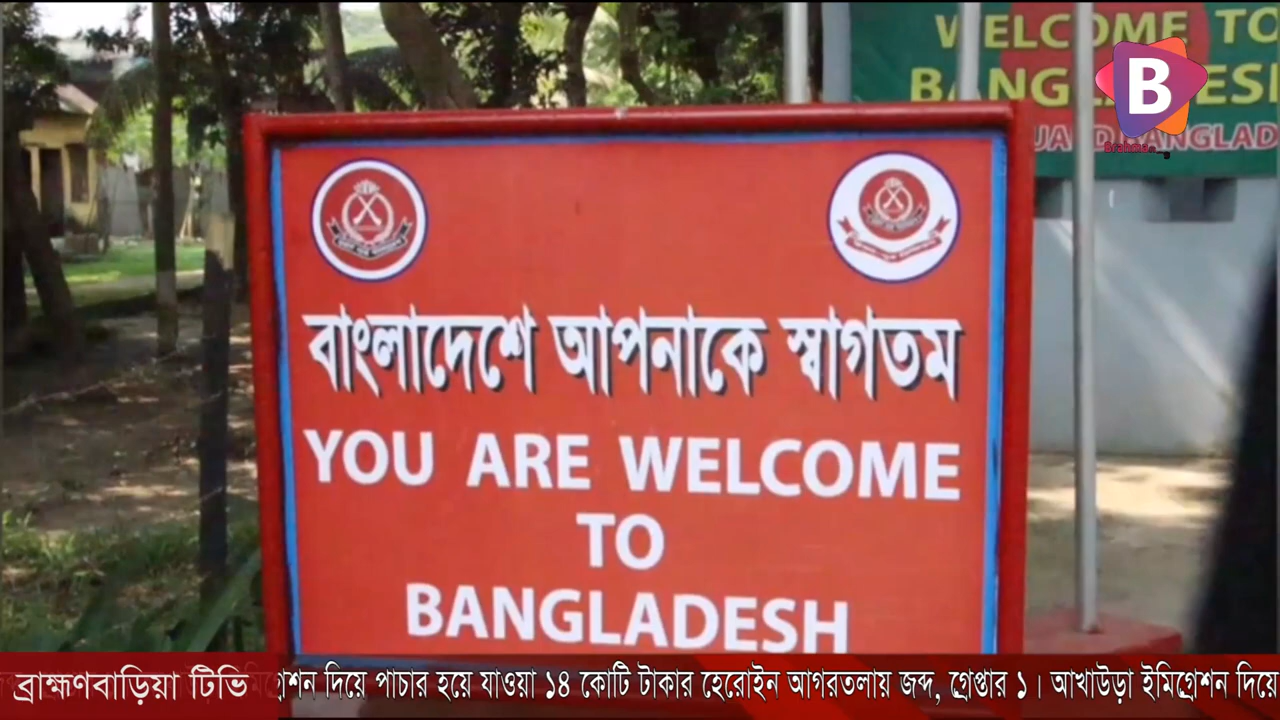 WELCOME TO
BANGLADESH
B
বাংলাদেশে আপনাকে স্বাগতম
YOU ARE WELCOME
TO
BANGLADESH
ব্রাহ্মণবাড়িয়া টিভি
দিয়ে পাচার হয়ে যাওয়া ১৪ কোটি টাকার হেরোইন আগরতলায় জব্দ, গ্রেপ্তার ১। আখাউড়া ইমিগ্রেশন দিয়ে